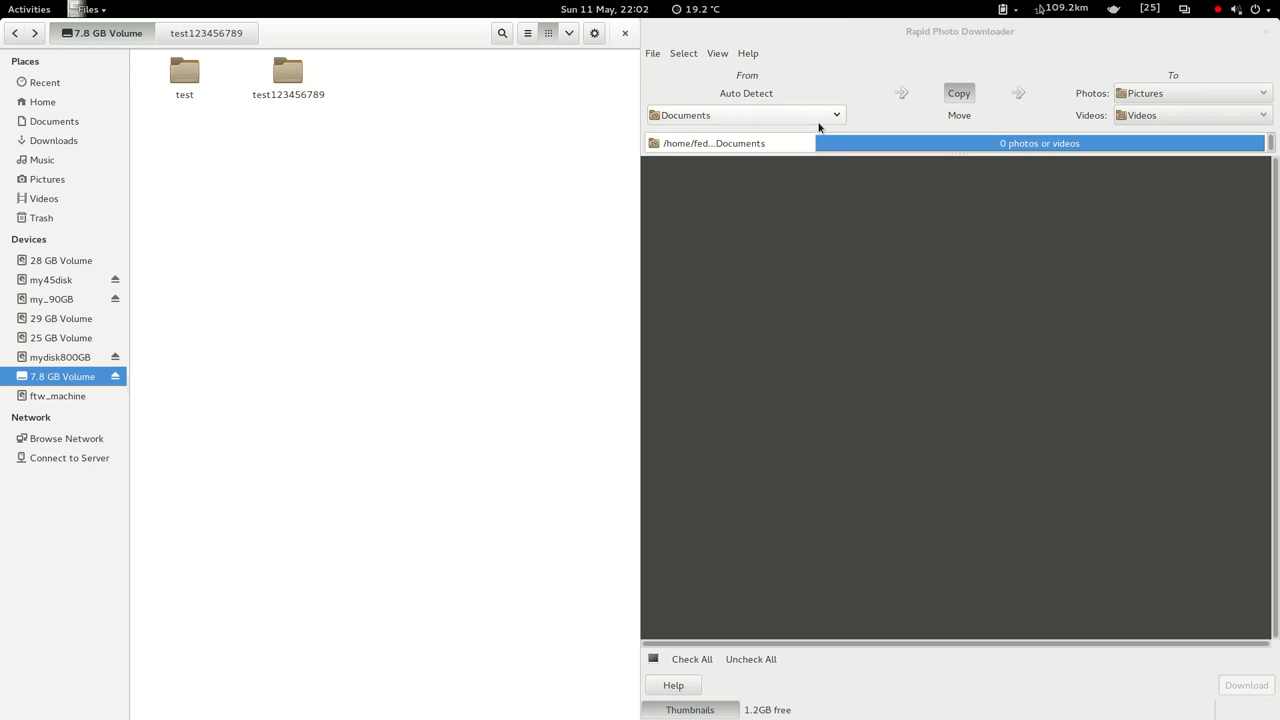 Activities Files Sun 11 May, 22:02 19.2 °C 109.2km [25]
7.8 GB Volume test123456789
Places
Recent
Home
Documents
Downloads
Music
Pictures
Videos
Trash
Devices
28 GB Volume
my45disk
my_90GB
29 GB Volume
25 GB Volume
mydisk800GB
7.8 GB Volume
ftw_machine
Network
Browse Network
Connect to Server
test test123456789
Rapid Photo Downloader
File Select View Help
From To
Auto Detect Copy Photos: Pictures
Documents Move Videos: Videos
/home/fed...Documents 0 photos or videos
Check All Uncheck All
Help Download
Thumbnails 1.2GB free